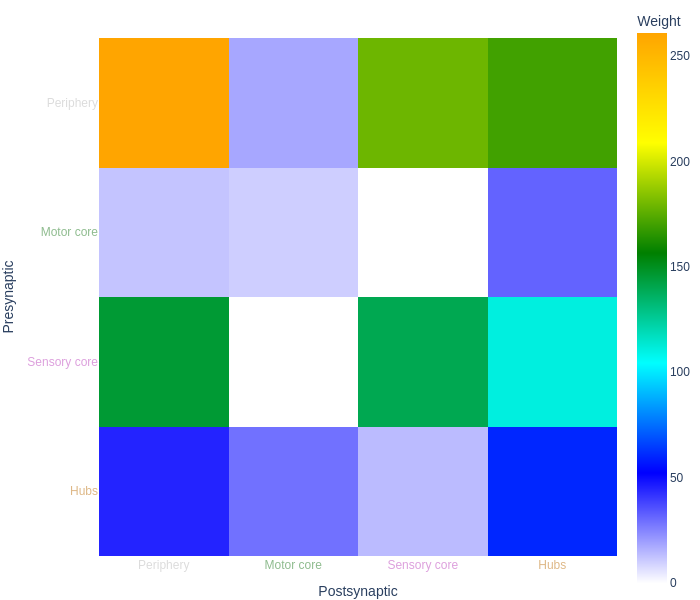 Weight
250
200
150
100
50
0
Presynaptic
Periphery
Motor core
Sensory core
Hubs
Periphery Motor core Sensory core Hubs
Postsynaptic